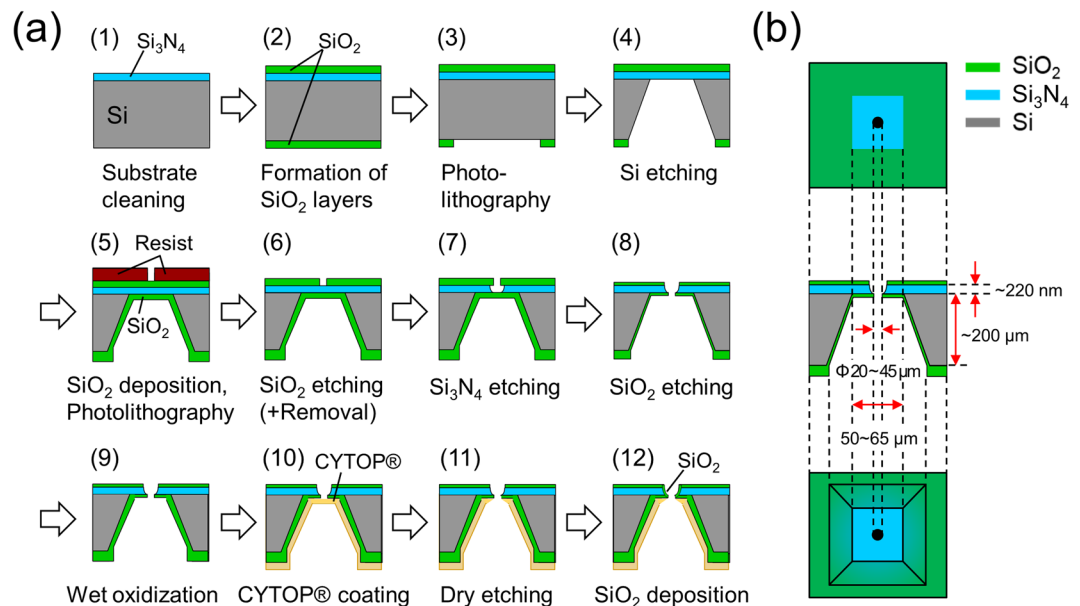 (a)
(1)
Si₃N₄
Si
Substrate
cleaning
(2)
SiO₂
Formation of
SiO₂ layers
(3)
Photo-
lithography
(4)
Si etching
(5)
Resist
SiO₂
SiO₂ deposition,
Photolithography
(6)
SiO₂ etching
(+Removal)
(7)
Si₃N₄ etching
(8)
SiO₂ etching
(9)
Wet oxidization
(10)
CYTOP®
CYTOP® coating
(11)
Dry etching
(12)
SiO₂
SiO₂ deposition
(b)
SiO₂
Si₃N₄
Si
~220 nm
~200 μm
Φ20~45μm
50~65 μm